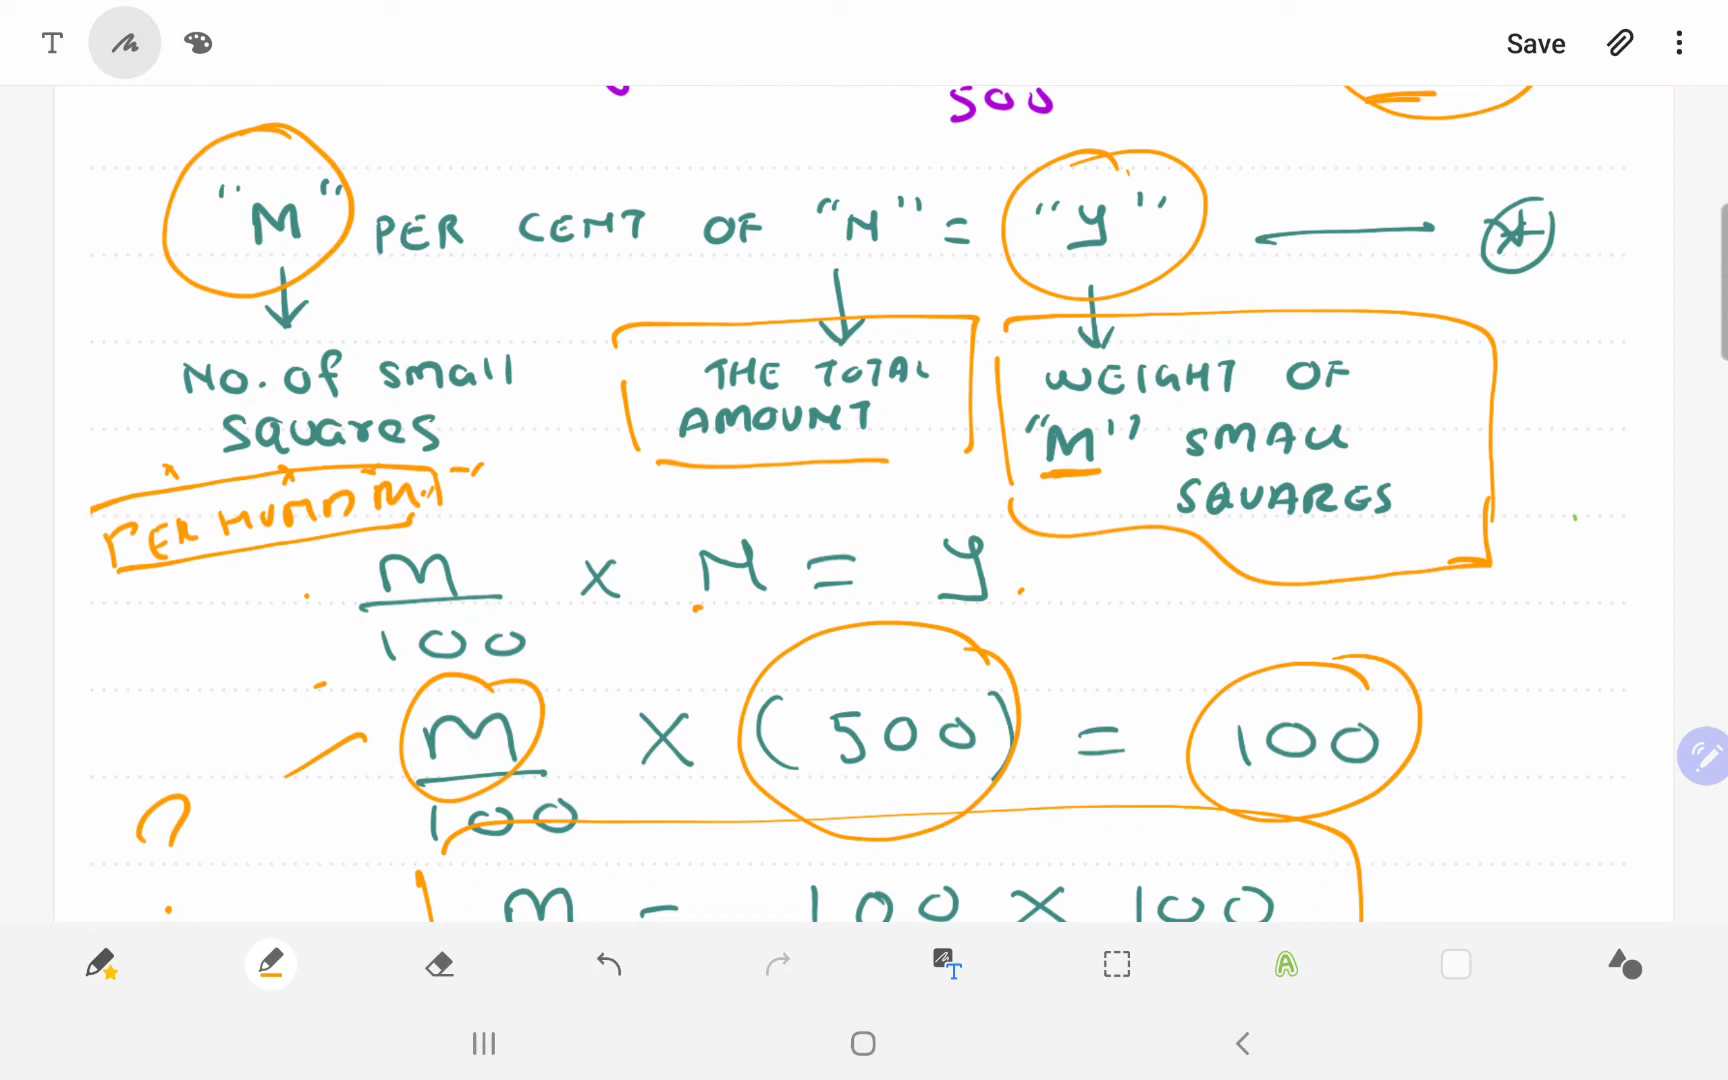 T Save
500
"M" PER CENT OF "N" = "y"
No. of small squares
THE TOTAL AMOUNT
WEIGHT OF "M" SMALL SQUARES
PER
m/100 x N = y.
m/100 x (500) = 100
?
m = 100 x 100